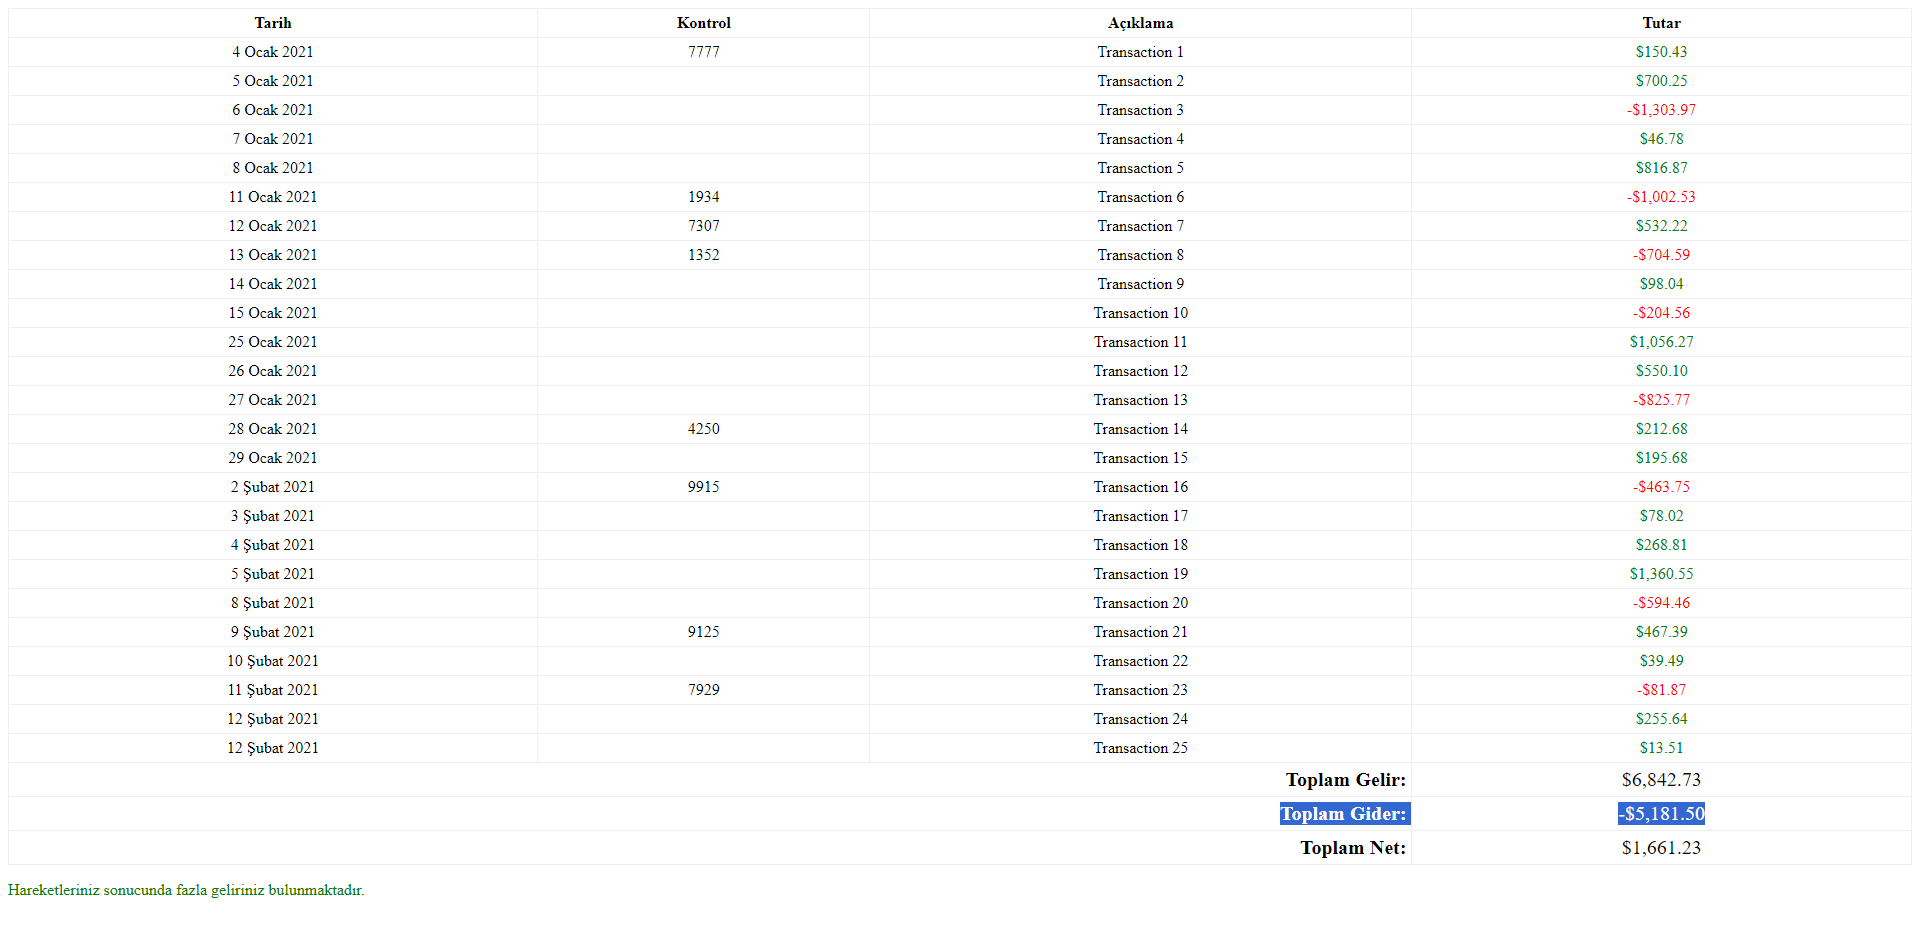 Tarih Kontrol Açıklama Tutar
4 Ocak 2021 7777 Transaction 1 $150.43
5 Ocak 2021 Transaction 2 $700.25
6 Ocak 2021 Transaction 3 -$1,303.97
7 Ocak 2021 Transaction 4 $46.78
8 Ocak 2021 Transaction 5 $816.87
11 Ocak 2021 1934 Transaction 6 -$1,002.53
12 Ocak 2021 7307 Transaction 7 $532.22
13 Ocak 2021 1352 Transaction 8 -$704.59
14 Ocak 2021 Transaction 9 $98.04
15 Ocak 2021 Transaction 10 -$204.56
25 Ocak 2021 Transaction 11 $1,056.27
26 Ocak 2021 Transaction 12 $550.10
27 Ocak 2021 Transaction 13 -$825.77
28 Ocak 2021 4250 Transaction 14 $212.68
29 Ocak 2021 Transaction 15 $195.68
2 Şubat 2021 9915 Transaction 16 -$463.75
3 Şubat 2021 Transaction 17 $78.02
4 Şubat 2021 Transaction 18 $268.81
5 Şubat 2021 Transaction 19 $1,360.55
8 Şubat 2021 Transaction 20 -$594.46
9 Şubat 2021 9125 Transaction 21 $467.39
10 Şubat 2021 Transaction 22 $39.49
11 Şubat 2021 7929 Transaction 23 -$81.87
12 Şubat 2021 Transaction 24 $255.64
12 Şubat 2021 Transaction 25 $13.51
Toplam Gelir: $6,842.73
Toplam Gider: -$5,181.50
Toplam Net: $1,661.23
Hareketleriniz sonucunda fazla geliriniz bulunmaktadır.